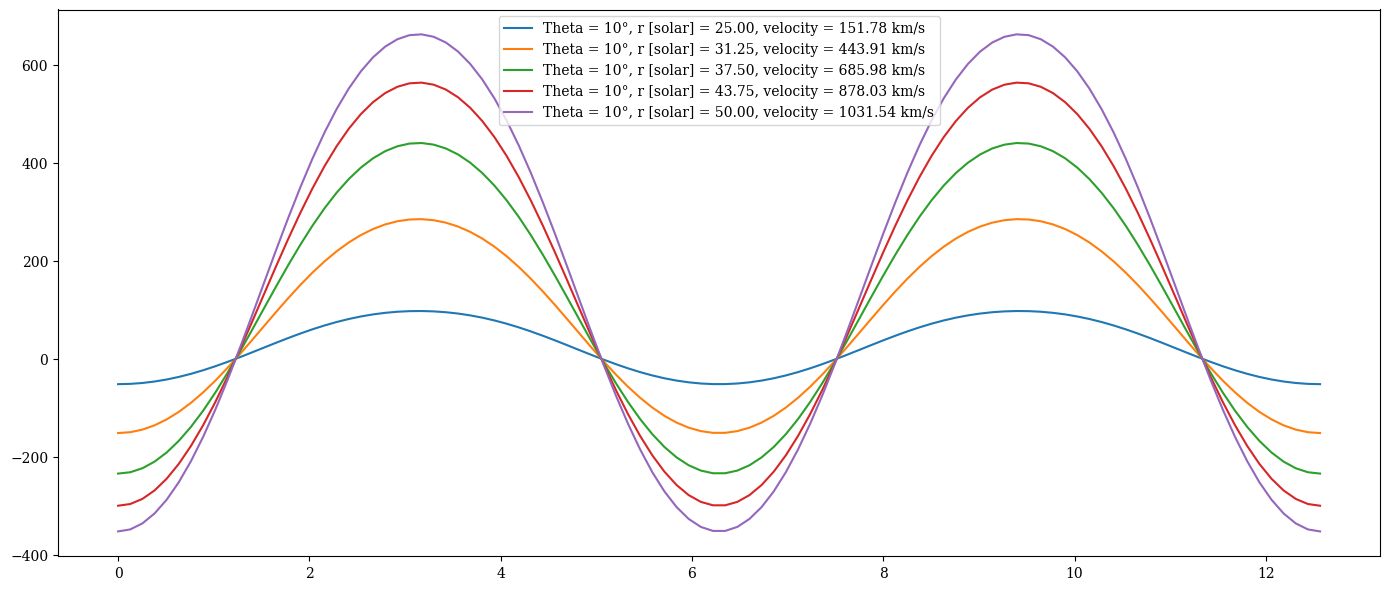 Theta = 10°, r [solar] = 25.00, velocity = 151.78 km/s
Theta = 10°, r [solar] = 31.25, velocity = 443.91 km/s
Theta = 10°, r [solar] = 37.50, velocity = 685.98 km/s
Theta = 10°, r [solar] = 43.75, velocity = 878.03 km/s
Theta = 10°, r [solar] = 50.00, velocity = 1031.54 km/s
600
400
200
0
−200
−400
0 2 4 6 8 10 12